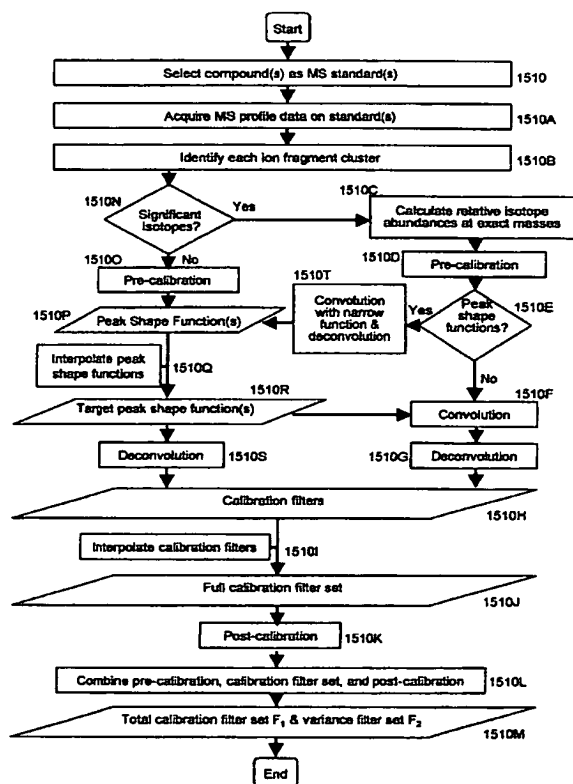 Start
Select compound(s) as MS standard(s)
1510
Acquire MS profile data on standard(s)
1510A
Identify each ion fragment cluster
1510B
1510N
Significant
isotopes?
Yes
1510C
Calculate relative isotope
abundances at exact masses
1510O
No
1510D
Pre-calibration
1510T
Pre-calibration
1510E
1510P
Peak Shape Function(s)
Convolution
with narrow
function &
deconvolution
Yes
Peak
shape
functions?
Interpolate peak
shape functions
1510Q
No
1510R
1510F
Target peak shape function(s)
Convolution
Deconvolution
1510S
1510G
Deconvolution
Calibration filters
1510H
Interpolate calibration filters
1510I
Full calibration filter set
1510J
Post-calibration
1510K
Combine pre-calibration, calibration filter set, and post-calibration
1510L
Total calibration filter set F₁ & variance filter set F₂
1510M
End